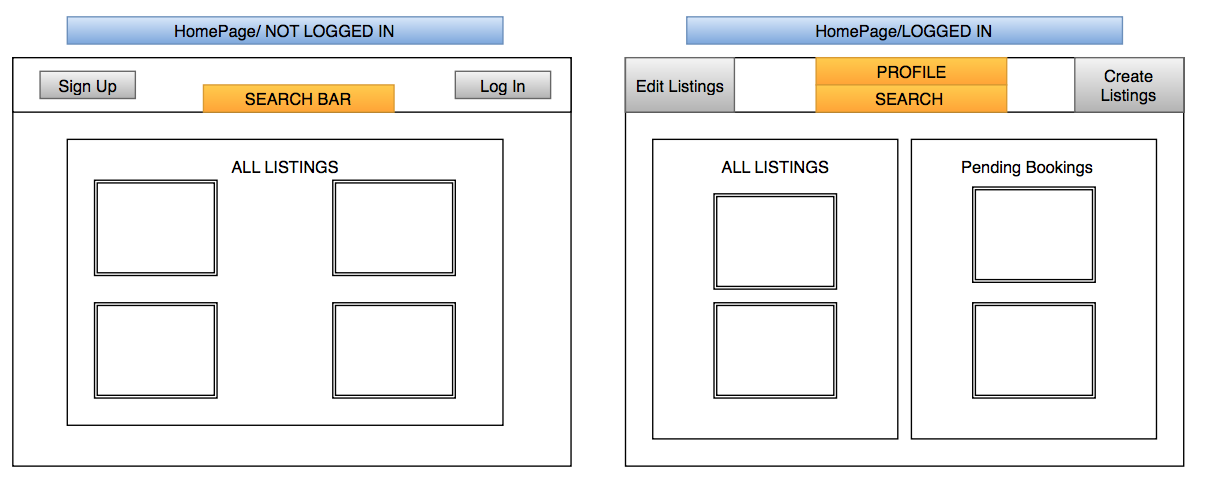 HomePage/ NOT LOGGED IN
Sign Up
SEARCH BAR
Log In
ALL LISTINGS
HomePage/LOGGED IN
Edit Listings
PROFILE
SEARCH
Create
Listings
ALL LISTINGS
Pending Bookings